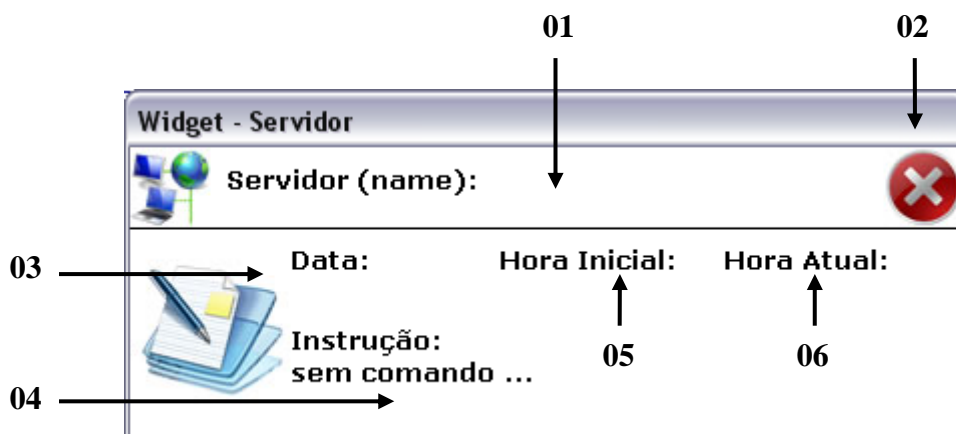 01 02
Widget - Servidor
Servidor (name):
03 Data: Hora Inicial: Hora Atual:
Instrução:
05 06
sem comando ...
04